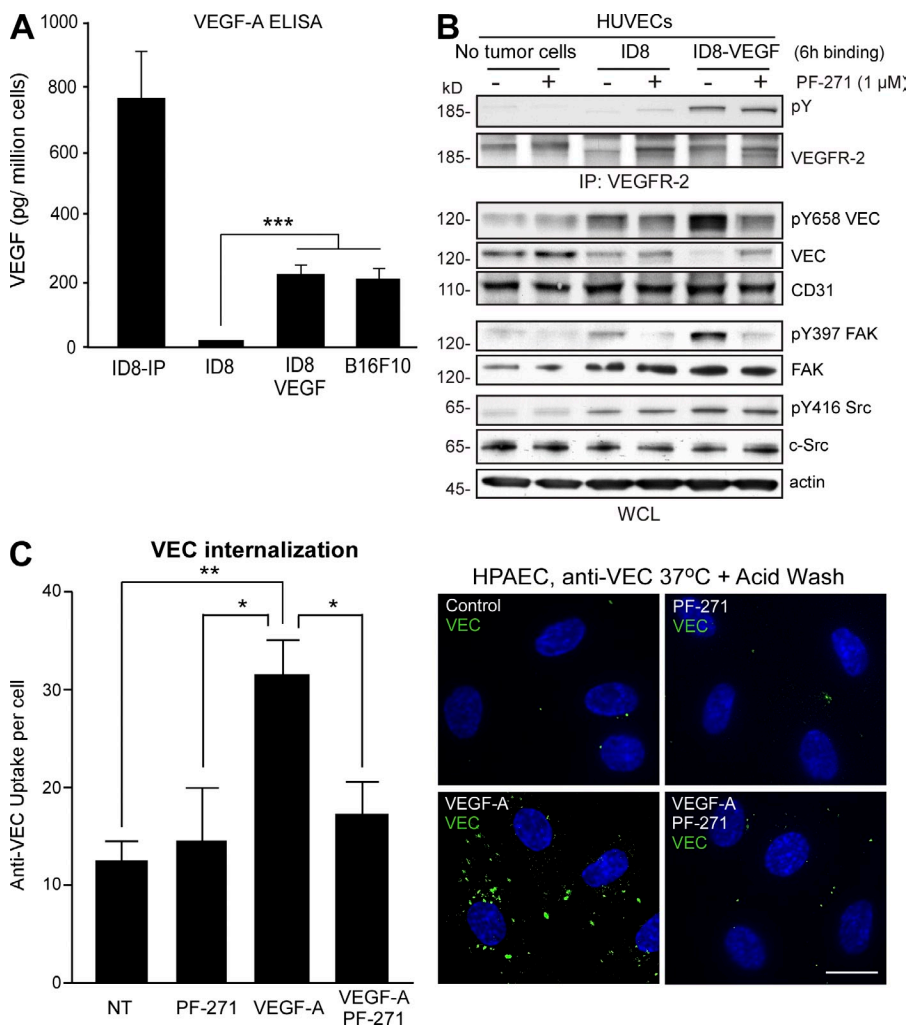 A
VEGF-A ELISA
VEGF (pg/ million cells)
1000
800
600
400
200
0
***
ID8-IP
ID8
ID8
VEGF
B16F10
B
HUVECs
No tumor cells
ID8
ID8-VEGF
(6h binding)
kD
- + - + - + PF-271 (1 µM)
185-
pY
185-
VEGFR-2
IP: VEGFR-2
120-
pY658 VEC
120-
VEC
110-
CD31
120-
pY397 FAK
120-
FAK
65-
pY416 Src
65-
c-Src
45-
actin
WCL
C
VEC internalization
Anti-VEC Uptake per cell
40
30
20
10
0
**
*
*
NT
PF-271
VEGF-A
VEGF-A
PF-271
HPAEC, anti-VEC 37ºC + Acid Wash
Control
VEC
PF-271
VEC
VEGF-A
VEC
VEGF-A
PF-271
VEC